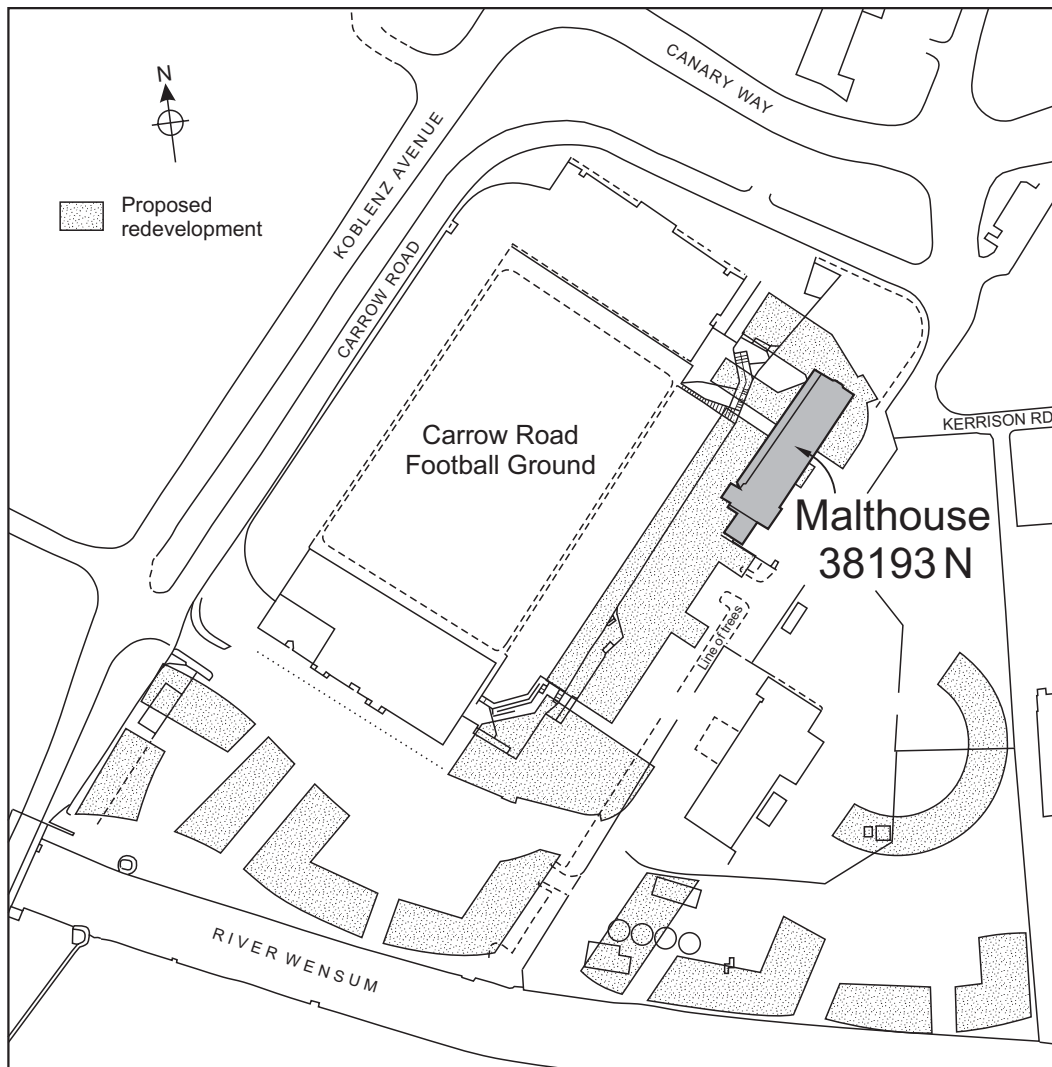 CANARY WAY
N
KOBLENZ AVENUE
Proposed
redevelopment
CARROW ROAD
KERRISON RD
Carrow Road
Football Ground
Malthouse
38193 N
Line of trees
RIVER WENSUM